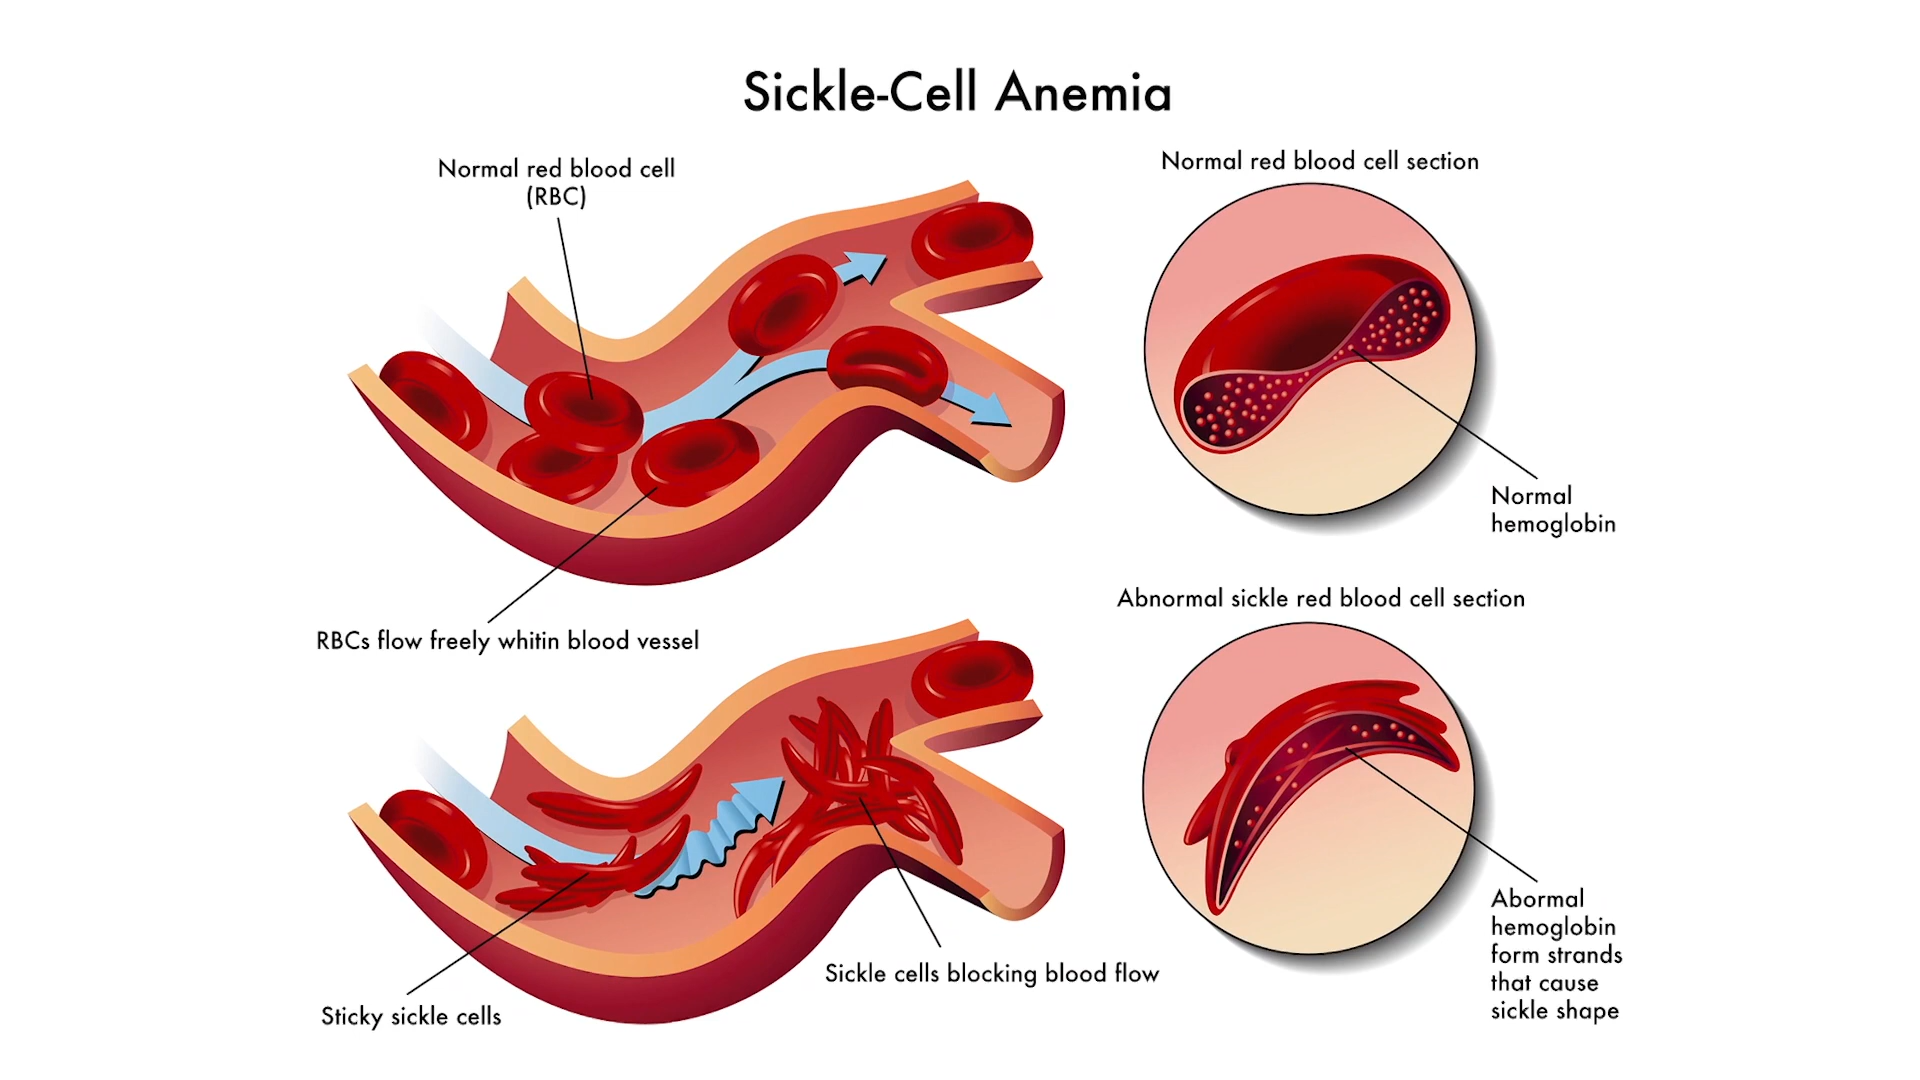 Sickle-Cell Anemia
Normal red blood cell
(RBC)
Normal red blood cell section
Normal
hemoglobin
RBCs flow freely whitin blood vessel
Abnormal sickle red blood cell section
Abormal
hemoglobin
form strands
that cause
sickle shape
Sickle cells blocking blood flow
Sticky sickle cells